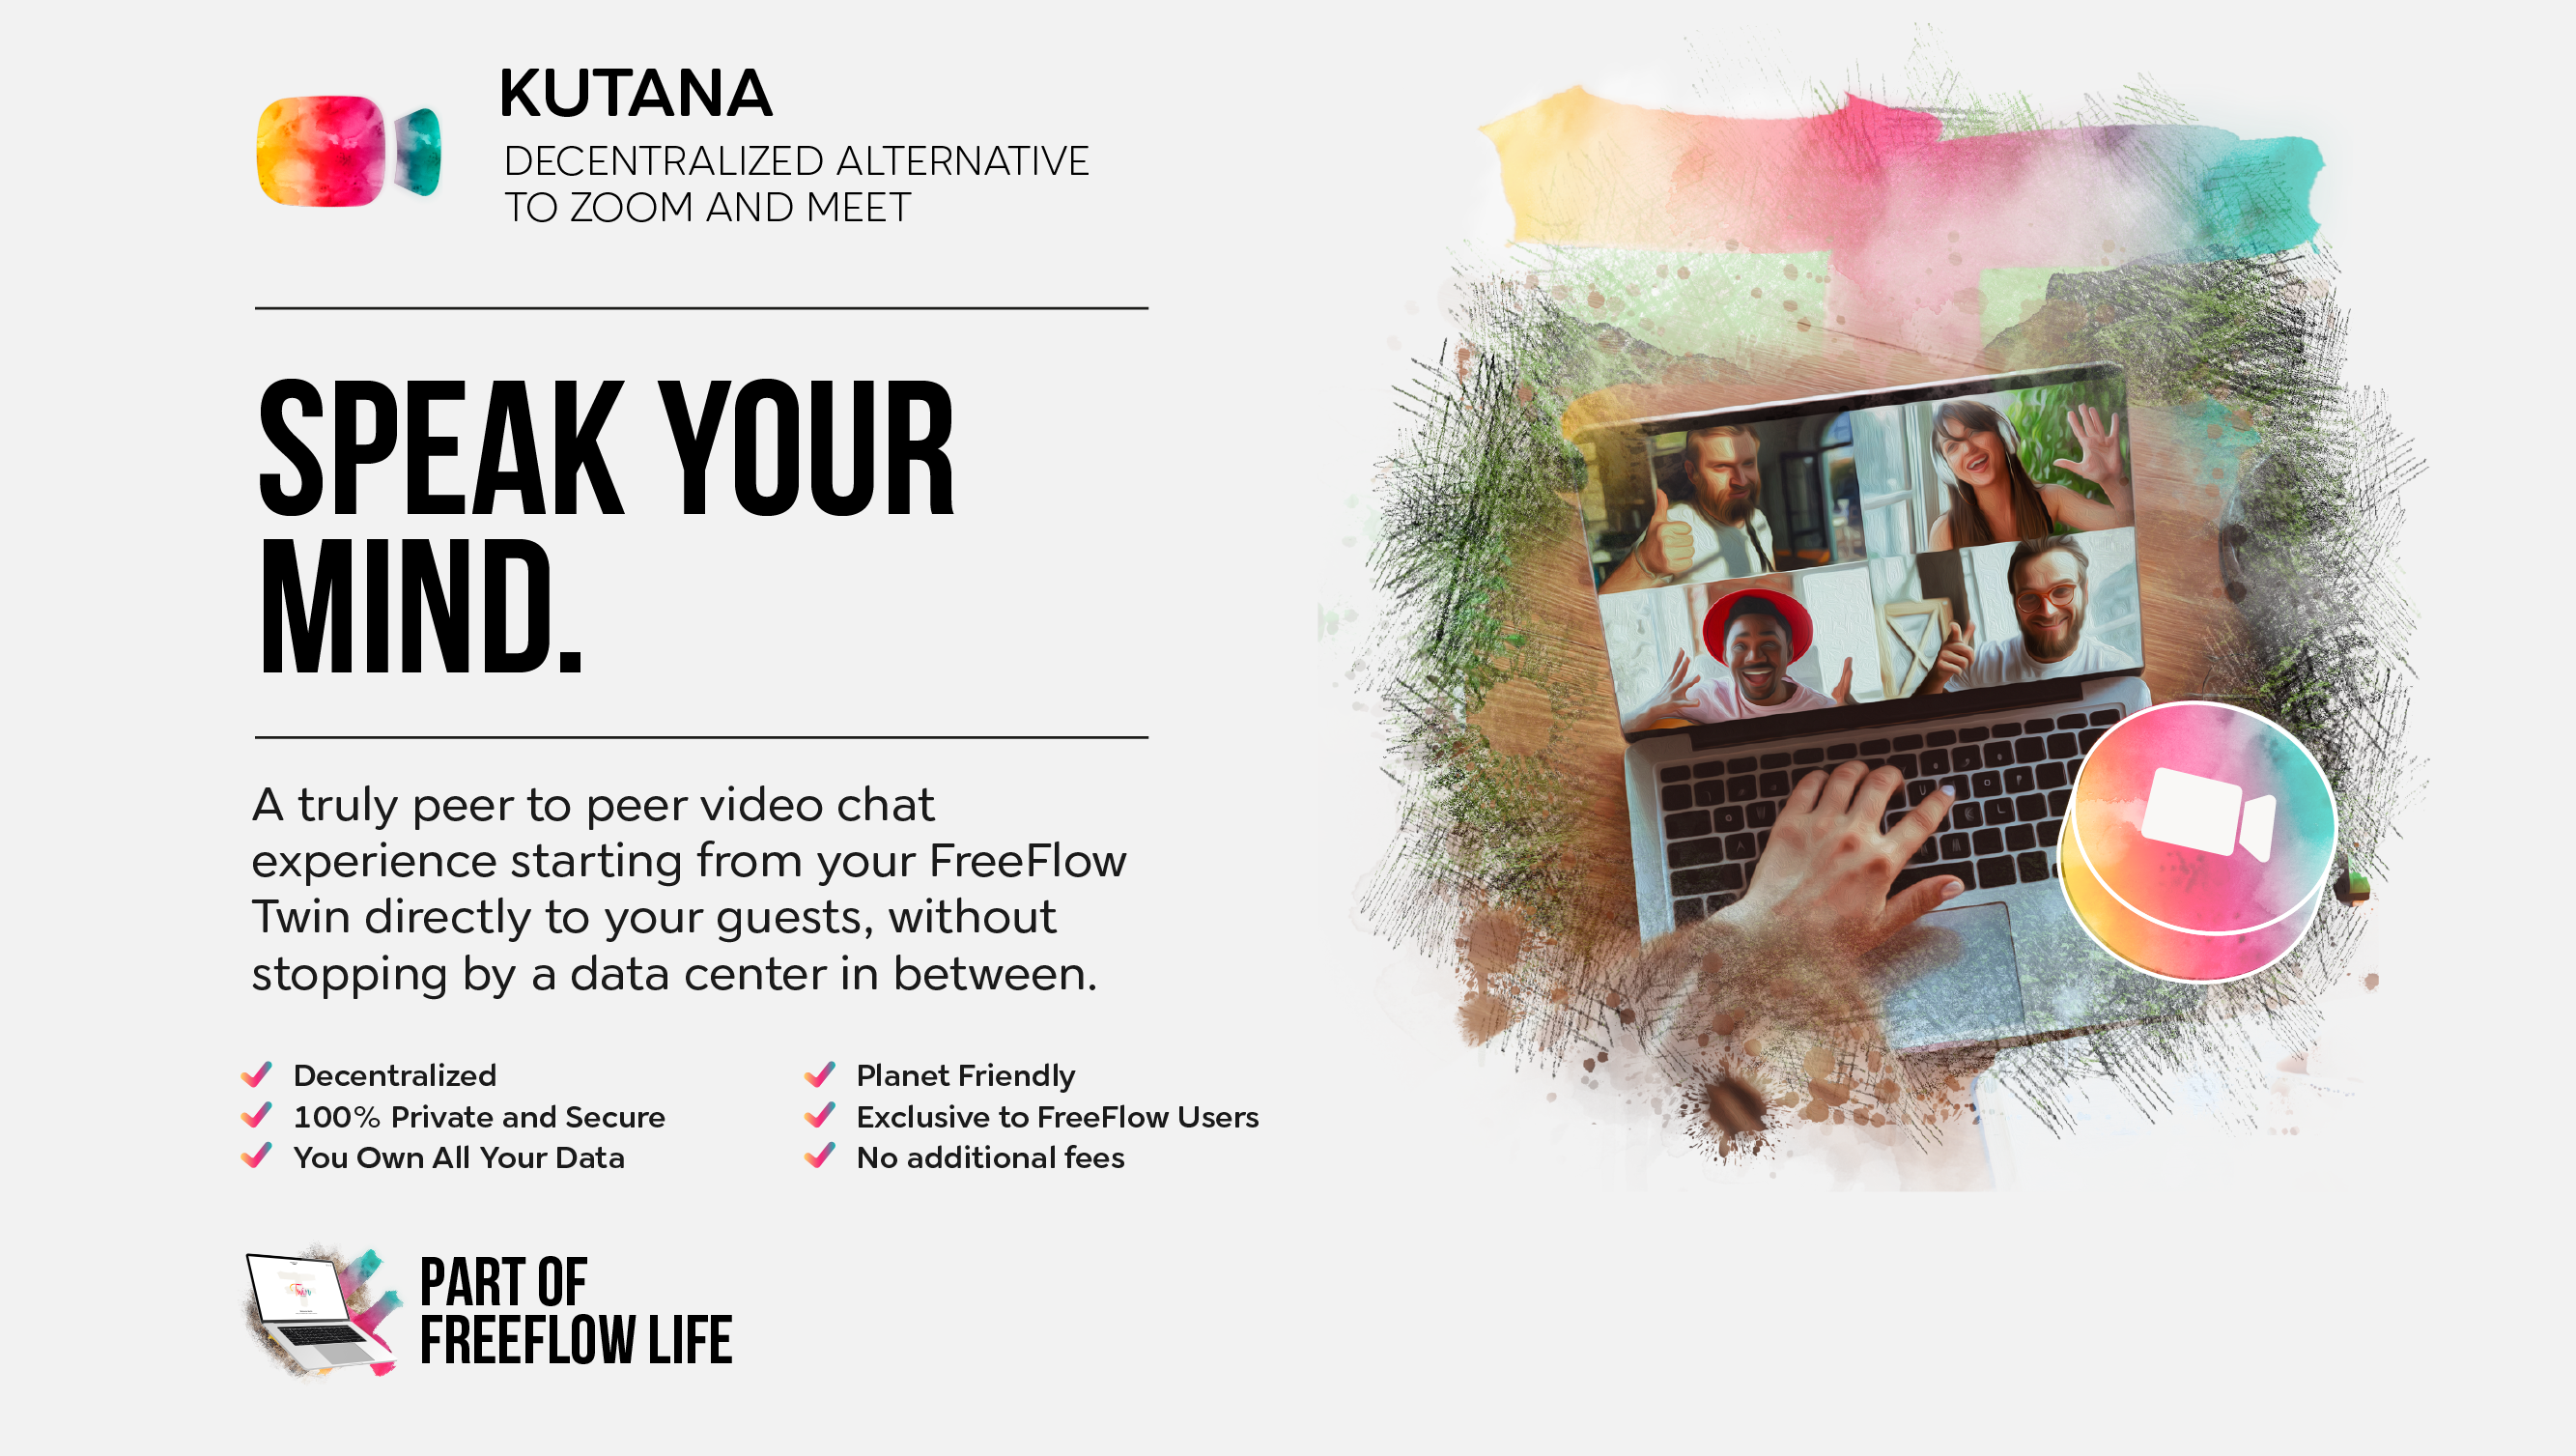 KUTANA
DECENTRALIZED ALTERNATIVE
TO ZOOM AND MEET
SPEAK YOUR
MIND.
A truly peer to peer video chat
experience starting from your FreeFlow
Twin directly to your guests, without
stopping by a data center in between.
Decentralized
100% Private and Secure
You Own All Your Data
Planet Friendly
Exclusive to FreeFlow Users
No additional fees
Twin
PART OF
FREEFLOW LIFE